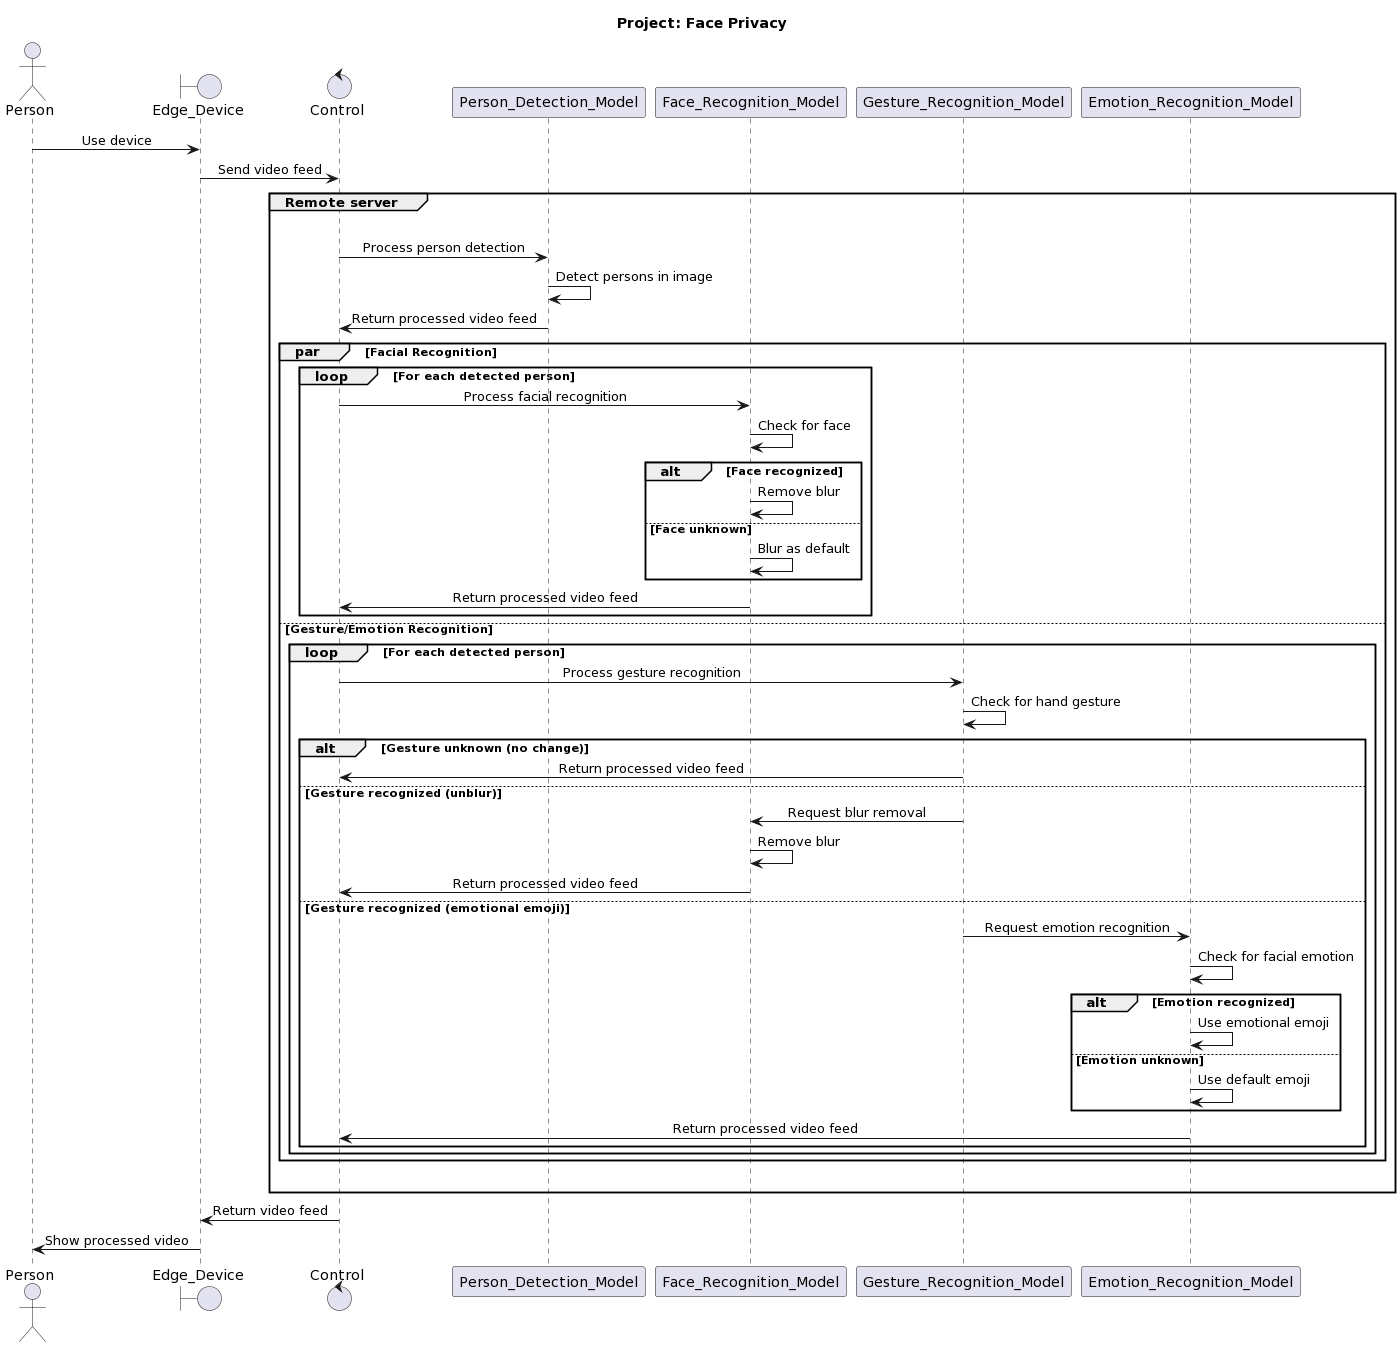 Project: Face Privacy
Person
Edge_Device
Control
Person_Detection_Model
Face_Recognition_Model
Gesture_Recognition_Model
Emotion_Recognition_Model
Use device
Send video feed
Remote server
Process person detection
Detect persons in image
Return processed video feed
par [Facial Recognition]
loop [For each detected person]
Process facial recognition
Check for face
alt [Face recognized]
Remove blur
[Face unknown]
Blur as default
Return processed video feed
[Gesture/Emotion Recognition]
loop [For each detected person]
Process gesture recognition
Check for hand gesture
alt [Gesture unknown (no change)]
Return processed video feed
[Gesture recognized (unblur)]
Request blur removal
Remove blur
Return processed video feed
[Gesture recognized (emotional emoji)]
Request emotion recognition
Check for facial emotion
alt [Emotion recognized]
Use emotional emoji
[Emotion unknown]
Use default emoji
Return processed video feed
Return video feed
Show processed video
Person
Edge_Device
Control
Person_Detection_Model
Face_Recognition_Model
Gesture_Recognition_Model
Emotion_Recognition_Model